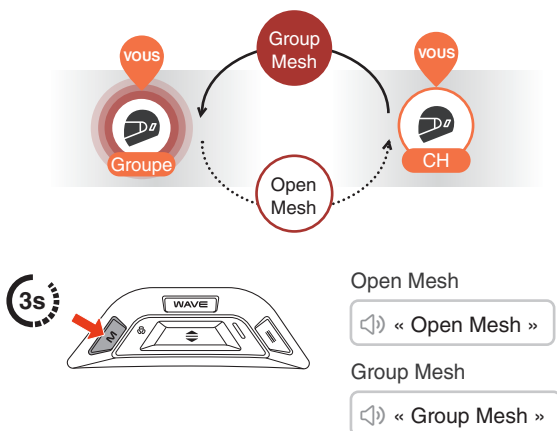 Group
Mesh
VOUS
VOUS
Groupe
CH
Open
Mesh
3s
WAVE
M
Open Mesh
« Open Mesh »
Group Mesh
« Group Mesh »